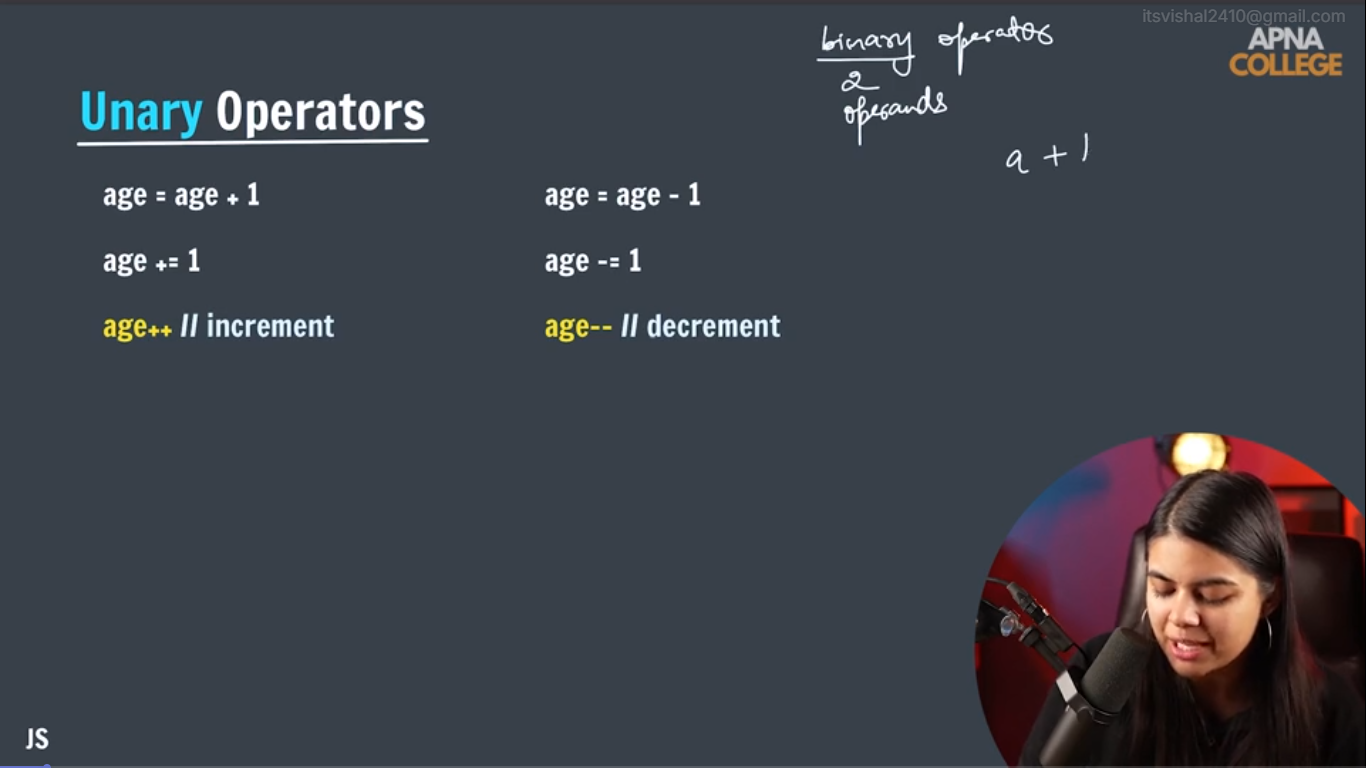 itsvishal2410@gmail.com
APNA
COLLEGE
binary operator
2
operands
a + 1
Unary Operators
age = age + 1
age = age - 1
age += 1
age -= 1
age++ // increment
age-- // decrement
JS